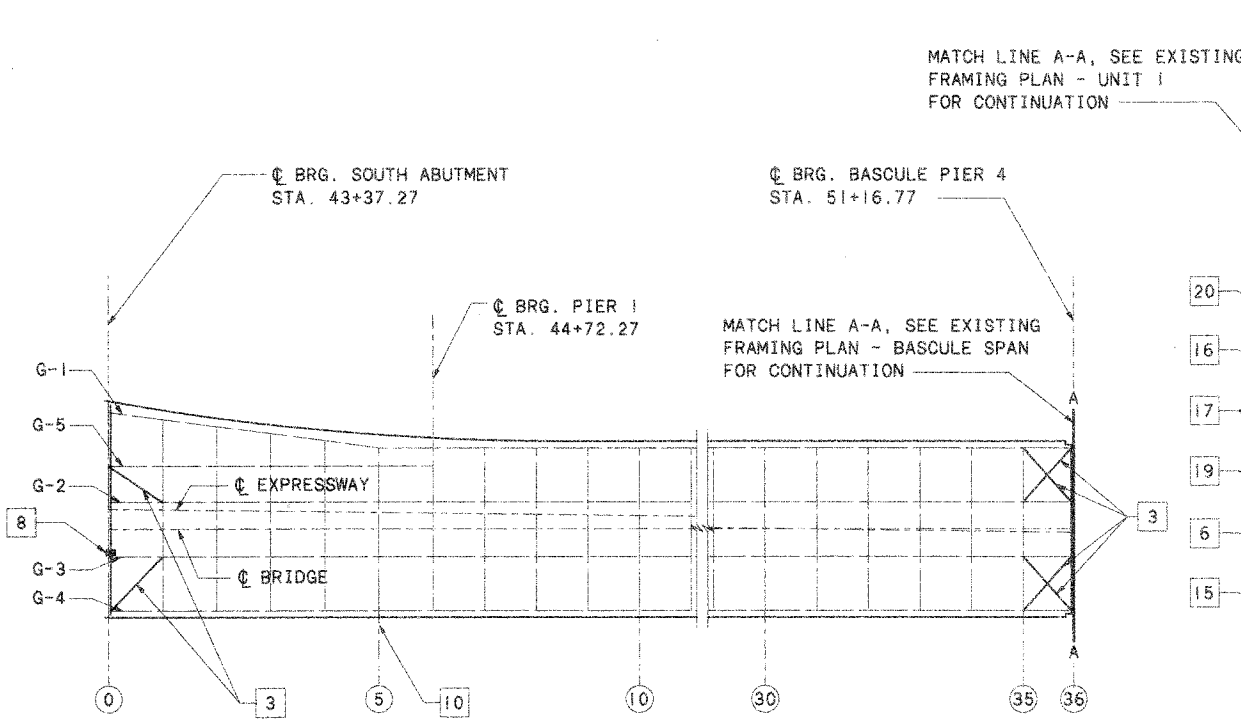 MATCH LINE A-A, SEE EXISTING
FRAMING PLAN - UNIT 1
FOR CONTINUATION
℄ BRG. SOUTH ABUTMENT
STA. 43+37.27
℄ BRG. BASCULE PIER 4
STA. 51+16.77
℄ BRG. PIER 1
STA. 44+72.27
MATCH LINE A-A, SEE EXISTING
FRAMING PLAN - BASCULE SPAN
FOR CONTINUATION
20
16
17
19
6
15
G-1
G-5
G-2
8
G-3
G-4
℄ EXPRESSWAY
℄ BRIDGE
A
3
A
0
3
5
10
10
30
35
36